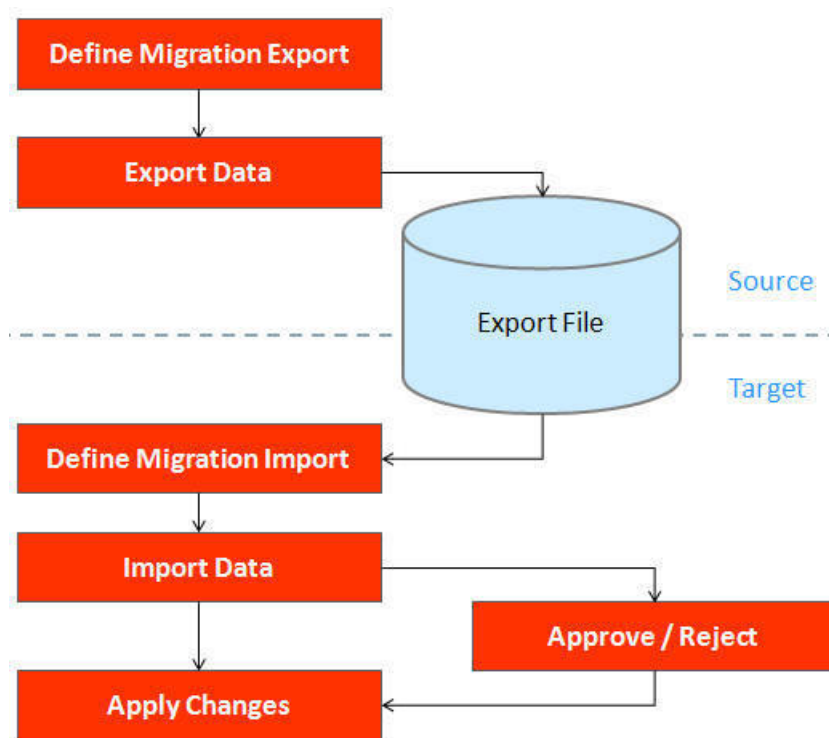 Define Migration Export
Export Data
Source
Export File
Target
Define Migration Import
Import Data
Approve / Reject
Apply Changes